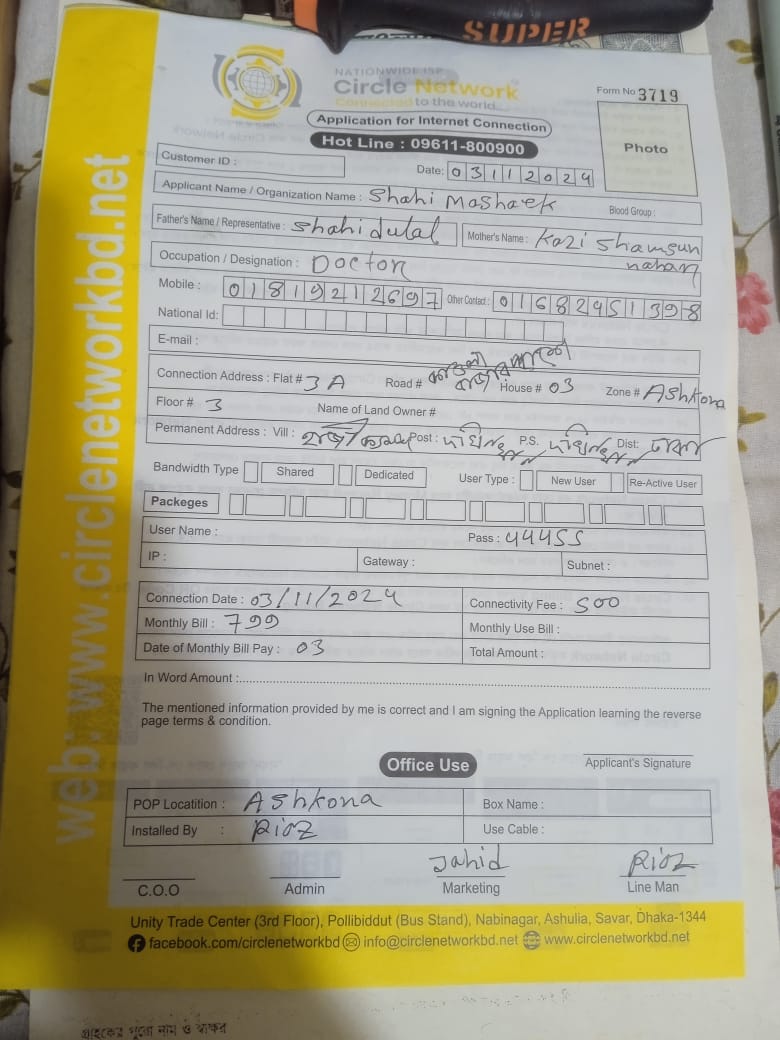 SUPER
NATIONWIDE ISP
Circle Network
Connected to the world...
Form No 3719
Application for Internet Connection
Hot Line : 09611-800900
Photo
Customer ID :
Date: 03112024
Applicant Name / Organization Name : Shahi Mashaek Blood Group :
Father's Name / Representative : Shahidulal Mother's Name : Kazi Shamsun nahar
Occupation / Designation : Doctor
Mobile : 01819212697 Other Contact : 01682451398
National Id:
E-mail :
Connection Address : Flat # 3A Road # House # 03 Zone # Ashkona
Floor # 3 Name of Land Owner #
Permanent Address : Vill : Post : P.S. Dist: ঢাকা
Bandwidth Type Shared Dedicated User Type : New User Re-Active User
Packeges
User Name : Pass : 44455
IP : Gateway : Subnet :
Connection Date : 03/11/2024 Connectivity Fee : 500
Monthly Bill : 799 Monthly Use Bill :
Date of Monthly Bill Pay : 03 Total Amount :
In Word Amount :
The mentioned information provided by me is correct and I am signing the Application learning the reverse
page terms & condition.
Applicant's Signature
Office Use
POP Locatition : Ashkona Box Name :
Installed By : Rioz Use Cable :
Jahid Rioz
C.O.O Admin Marketing Line Man
Unity Trade Center (3rd Floor), Pollibiddut (Bus Stand), Nabinagar, Ashulia, Savar, Dhaka-1344
facebook.com/circlenetworkbd info@circlenetworkbd.net www.circlenetworkbd.net
web: www.circlenetworkbd.net
গ্রাহকের পুরো নাম ও স্বাক্ষর